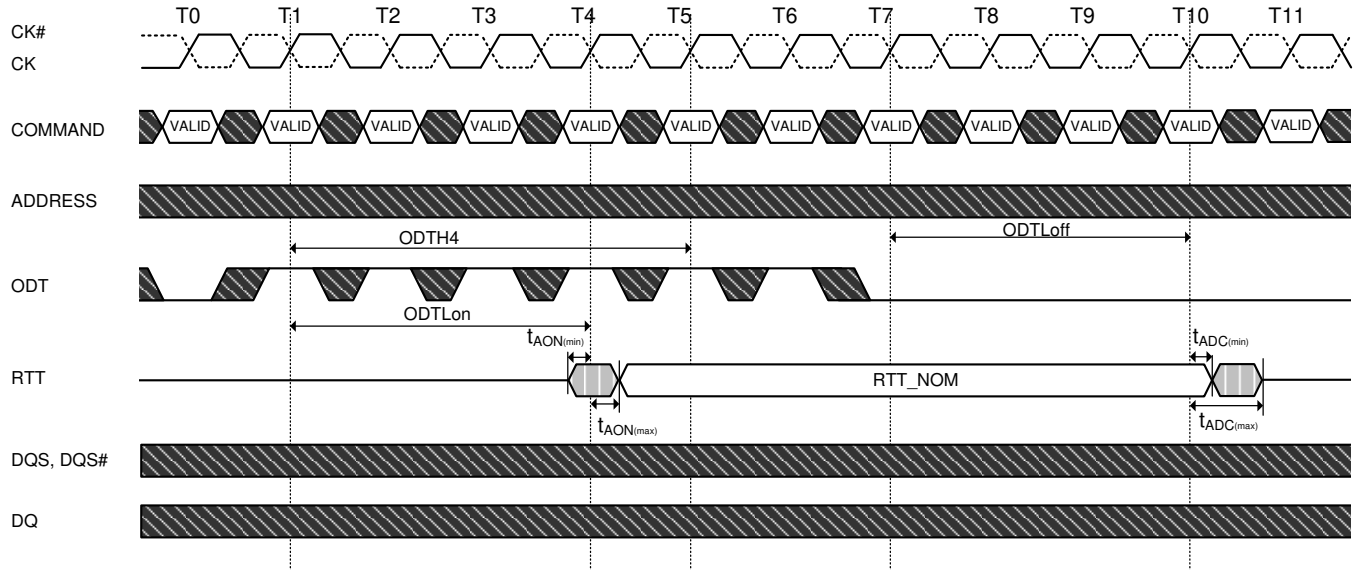 T0 T1 T2 T3 T4 T5 T6 T7 T8 T9 T10 T11
CK#
CK
COMMAND VALID VALID VALID VALID VALID VALID VALID VALID VALID VALID VALID VALID
ADDRESS
ODTH4 ODTLoff
ODT
ODTLon
tAON(min) tADC(min)
RTT RTT_NOM
tAON(max) tADC(max)
DQS, DQS#
DQ